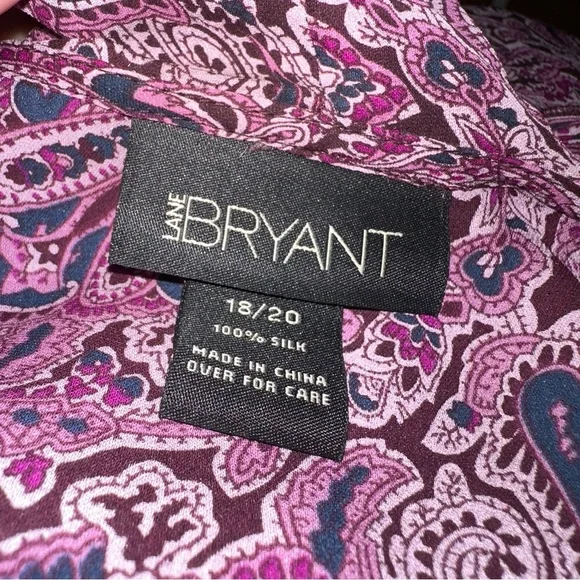 LANE BRYANT
18/20
100% SILK
MADE IN CHINA
OVER FOR CARE